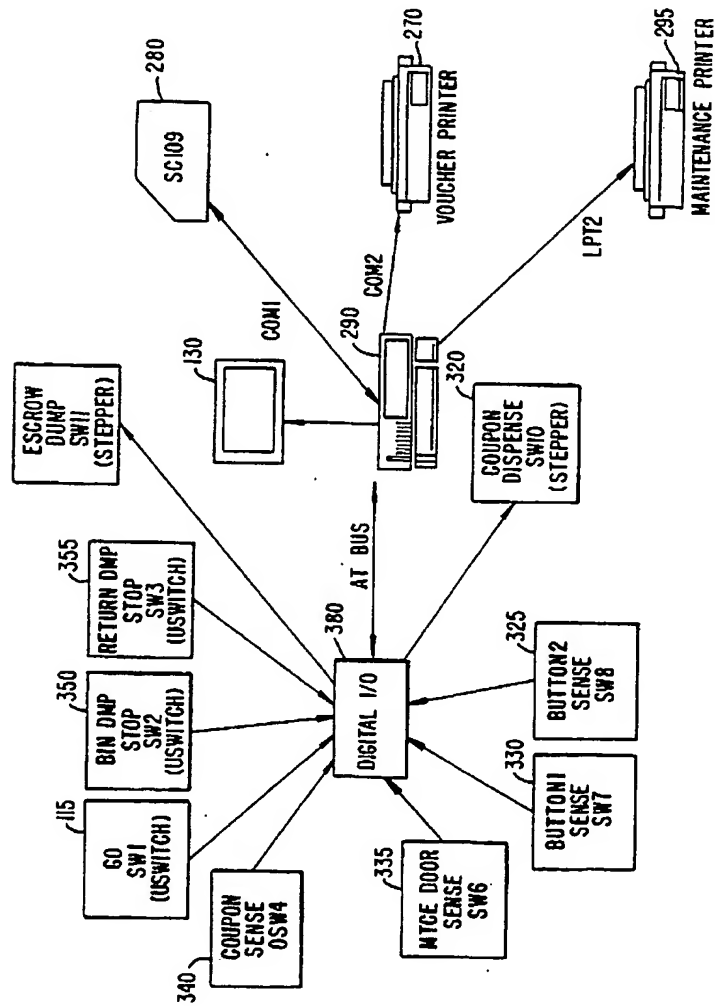 340
COUPON
SENSE
OSW4
115
GO
SW1
(USWITCH)
350
BIN DMP
STOP
SW2
(USWITCH)
355
RETURN DMP
STOP
SW3
(USWITCH)
ESCROW
DUMP
SW11
(STEPPER)
335
MTCE DOOR
SENSE
SW6
380
DIGITAL I/O
130
280
SC109
330
BUTTON1
SENSE
SW7
325
BUTTON2
SENSE
SW8
AT BUS
290
COM1
COM2
270
VOUCHER PRINTER
320
COUPON
DISPENSE
SW10
(STEPPER)
LPT2
295
MAINTENANCE PRINTER